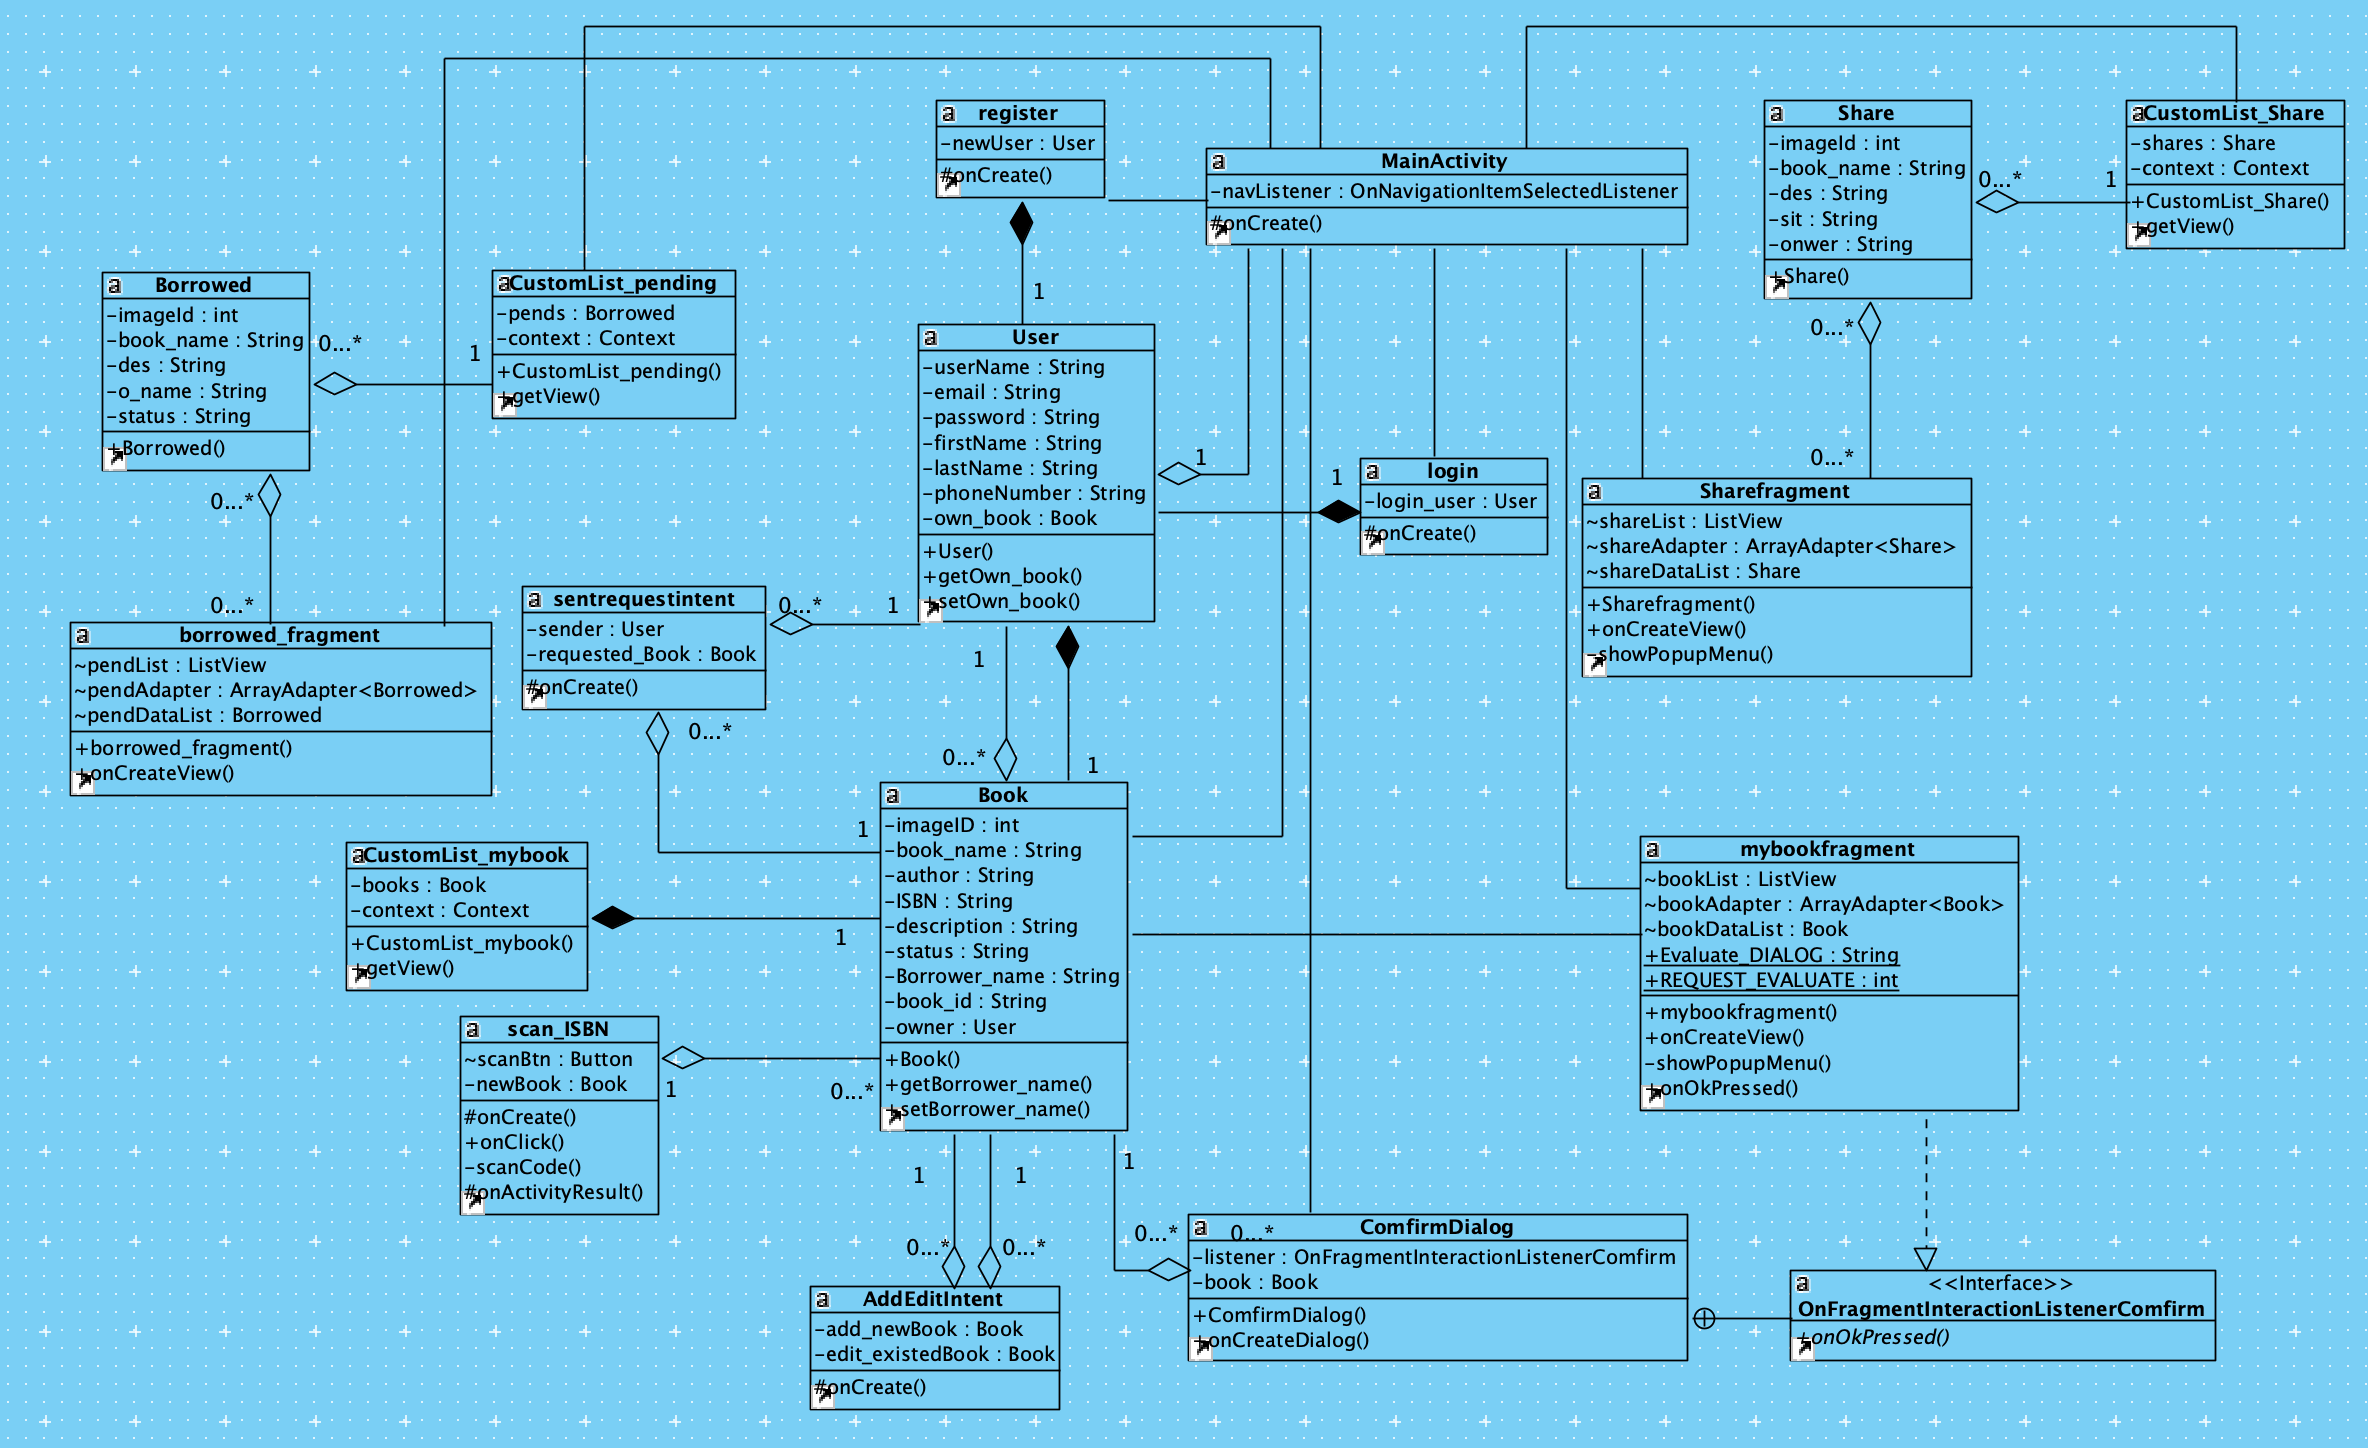 register
-newUser : User
#onCreate()
MainActivity
-navListener : OnNavigationItemSelectedListener
#onCreate()
Share
-imageId : int
-book_name : String
-des : String
-sit : String
-onwer : String
+Share()
0...*
1
CustomList_Share
-shares : Share
-context : Context
+CustomList_Share()
+getView()
Borrowed
-imageId : int
-book_name : String
-des : String
-o_name : String
-status : String
+Borrowed()
0...*
1
CustomList_pending
-pends : Borrowed
-context : Context
+CustomList_pending()
+getView()
1
User
-userName : String
-email : String
-password : String
-firstName : String
-lastName : String
-phoneNumber : String
-own_book : Book
+User()
+getOwn_book()
+setOwn_book()
1
1
login
-login_user : User
#onCreate()
0...*
0...*
Sharefragment
~shareList : ListView
~shareAdapter : ArrayAdapter<Share>
~shareDataList : Share
+Sharefragment()
+onCreateView()
-showPopupMenu()
0...*
0...*
borrowed_fragment
~pendList : ListView
~pendAdapter : ArrayAdapter<Borrowed>
~pendDataList : Borrowed
+borrowed_fragment()
+onCreateView()
sentrequestintent
-sender : User
-requested_Book : Book
#onCreate()
0...*
1
0...*
1
1
0...*
1
Book
-imageID : int
-book_name : String
-author : String
-ISBN : String
-description : String
-status : String
-Borrower_name : String
-book_id : String
-owner : User
+Book()
+getBorrower_name()
+setBorrower_name()
CustomList_mybook
-books : Book
-context : Context
+CustomList_mybook()
+getView()
1
mybookfragment
~bookList : ListView
~bookAdapter : ArrayAdapter<Book>
~bookDataList : Book
+Evaluate_DIALOG : String
+REQUEST_EVALUATE : int
+mybookfragment()
+onCreateView()
-showPopupMenu()
+onOkPressed()
scan_ISBN
~scanBtn : Button
-newBook : Book
#onCreate()
+onClick()
-scanCode()
#onActivityResult()
1
0...*
1
1
1
0...*
0...*
0...*
0...*
AddEditIntent
-add_newBook : Book
-edit_existedBook : Book
#onCreate()
ComfirmDialog
-listener : OnFragmentInteractionListenerComfirm
-book : Book
+ComfirmDialog()
+onCreateDialog()
<<Interface>>
OnFragmentInteractionListenerComfirm
+onOkPressed()